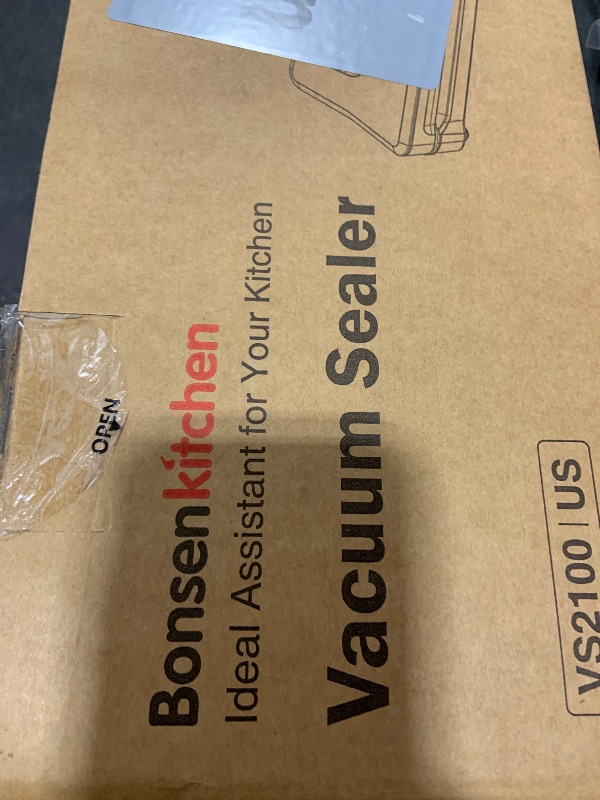 Bonsenkitchen
Ideal Assistant for Your Kitchen
Vacuum Sealer
VS2100 | US
OPEN